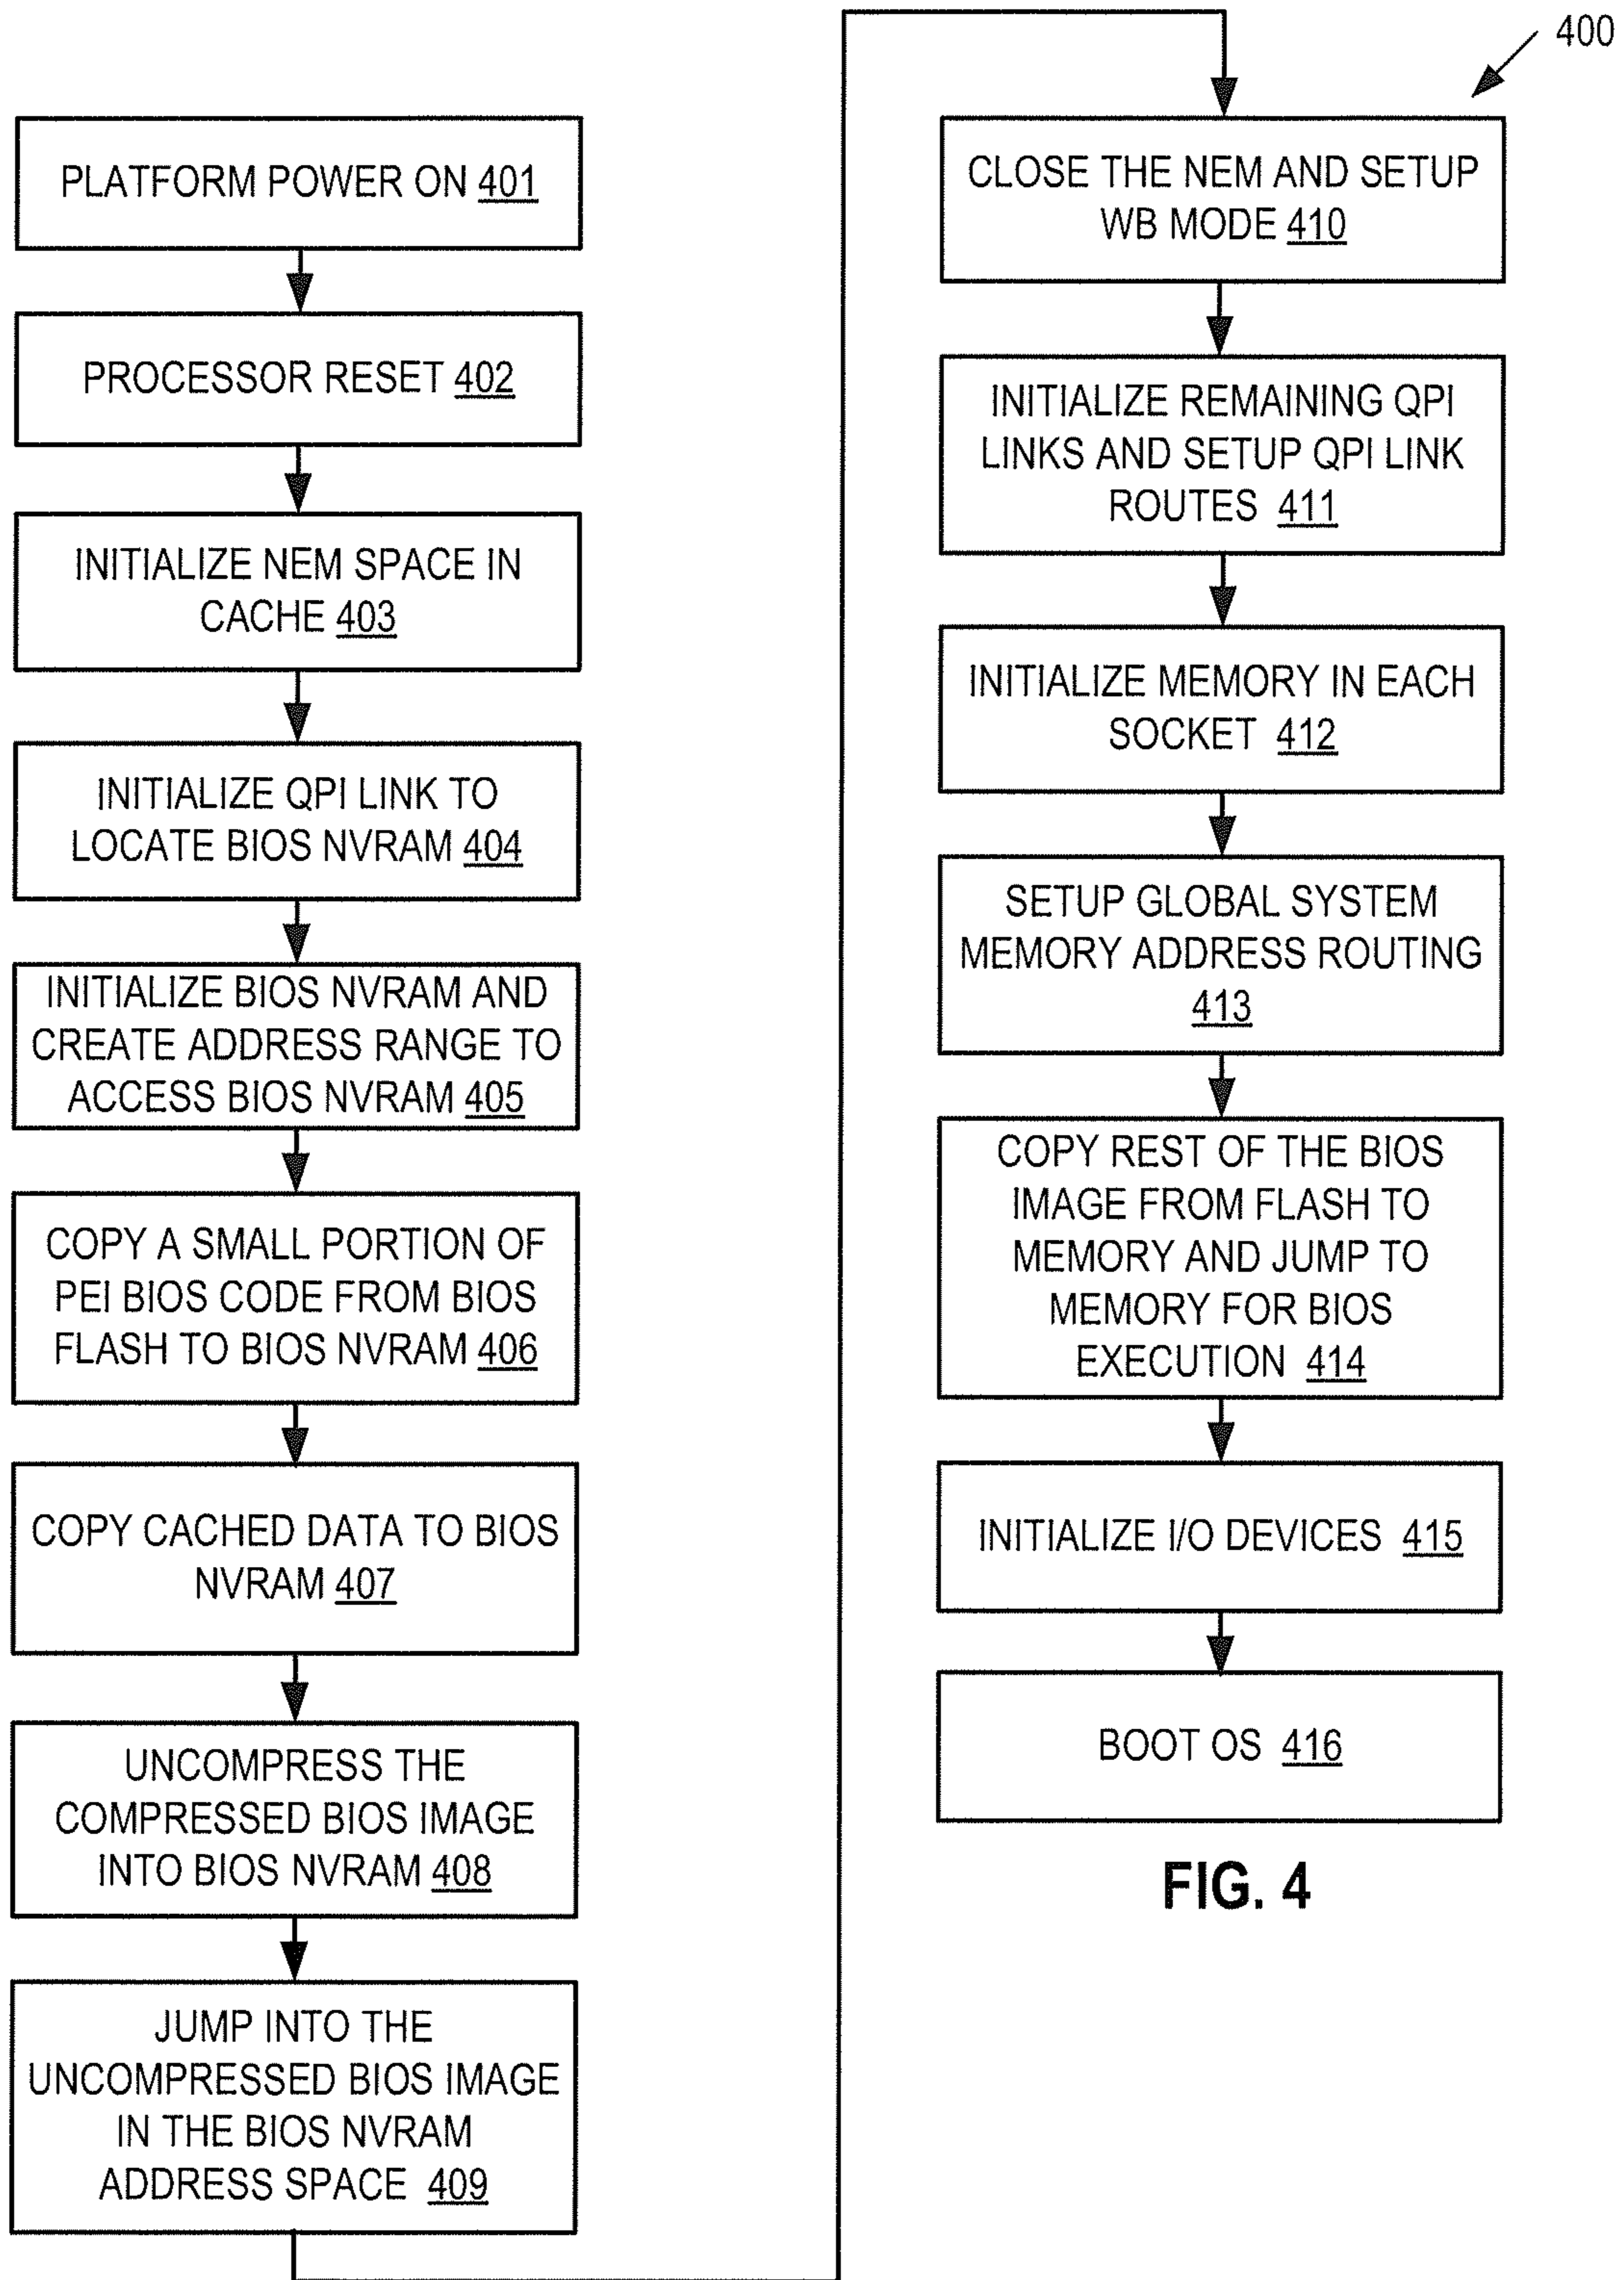 400
PLATFORM POWER ON 401
PROCESSOR RESET 402
INITIALIZE NEM SPACE IN
CACHE 403
INITIALIZE QPI LINK TO
LOCATE BIOS NVRAM 404
INITIALIZE BIOS NVRAM AND
CREATE ADDRESS RANGE TO
ACCESS BIOS NVRAM 405
COPY A SMALL PORTION OF
PEI BIOS CODE FROM BIOS
FLASH TO BIOS NVRAM 406
COPY CACHED DATA TO BIOS
NVRAM 407
UNCOMPRESS THE
COMPRESSED BIOS IMAGE
INTO BIOS NVRAM 408
JUMP INTO THE
UNCOMPRESSED BIOS IMAGE
IN THE BIOS NVRAM
ADDRESS SPACE 409
CLOSE THE NEM AND SETUP
WB MODE 410
INITIALIZE REMAINING QPI
LINKS AND SETUP QPI LINK
ROUTES 411
INITIALIZE MEMORY IN EACH
SOCKET 412
SETUP GLOBAL SYSTEM
MEMORY ADDRESS ROUTING
413
COPY REST OF THE BIOS
IMAGE FROM FLASH TO
MEMORY AND JUMP TO
MEMORY FOR BIOS
EXECUTION 414
INITIALIZE I/O DEVICES 415
BOOT OS 416
FIG. 4